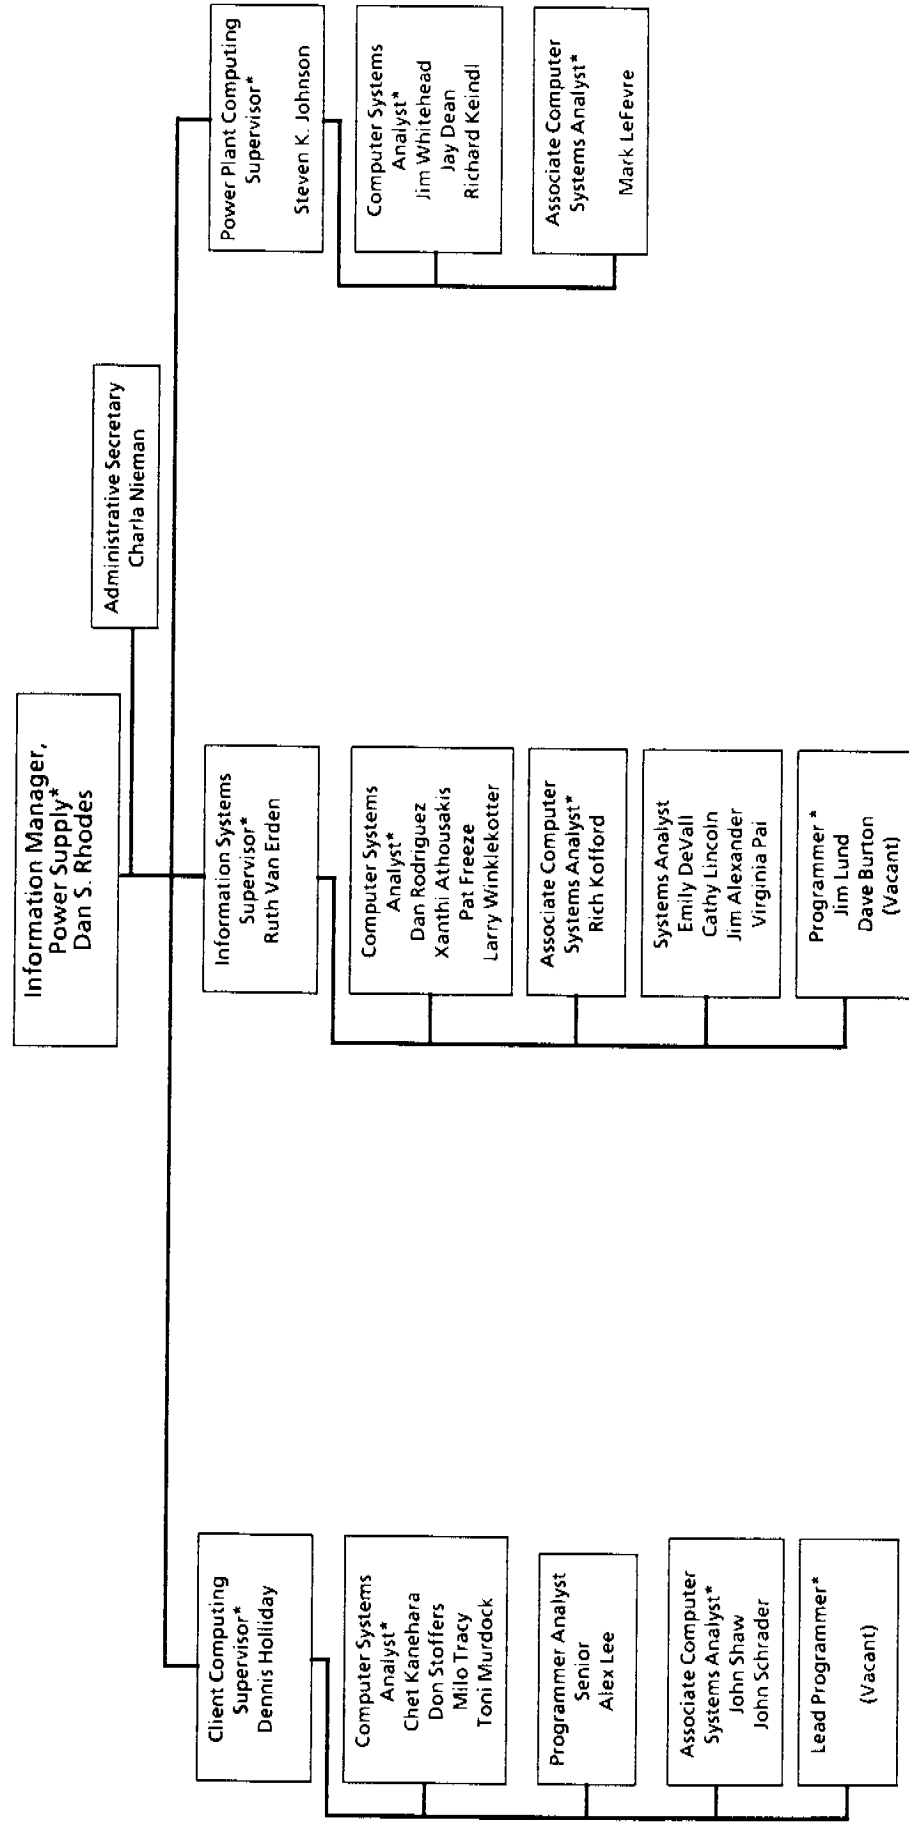 Information Manager,
Power Supply*
Dan S. Rhodes
Administrative Secretary
Charla Nieman
Client Computing
Supervisor*
Dennis Holliday
Computer Systems
Analyst*
Chet Kanehara
Don Stoffers
Milo Tracy
Toni Murdock
Programmer Analyst
Senior
Alex Lee
Associate Computer
Systems Analyst*
John Shaw
John Schrader
Lead Programmer*
(Vacant)
Information Systems
Supervisor*
Ruth Van Erden
Computer Systems
Analyst*
Dan Rodriguez
Xanthi Athousakis
Pat Freeze
Larry Winklekotter
Associate Computer
Systems Analyst*
Rich Kofford
Systems Analyst
Emily DeVall
Cathy Lincoln
Jim Alexander
Virginia Pai
Programmer *
Jim Lund
Dave Burton
(Vacant)
Power Plant Computing
Supervisor*
Steven K. Johnson
Computer Systems
Analyst*
Jim Whitehead
Jay Dean
Richard Keindl
Associate Computer
Systems Analyst*
Mark LeFevre